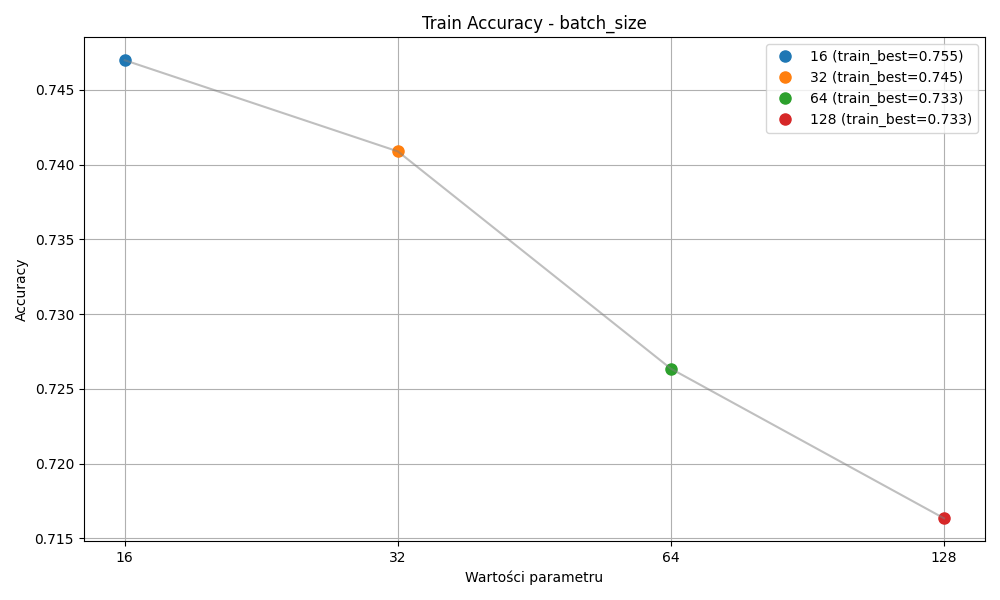 Train Accuracy - batch_size
16 (train_best=0.755)
32 (train_best=0.745)
64 (train_best=0.733)
128 (train_best=0.733)
Accuracy
0.745
0.740
0.735
0.730
0.725
0.720
0.715
16
32
64
128
Wartości parametru